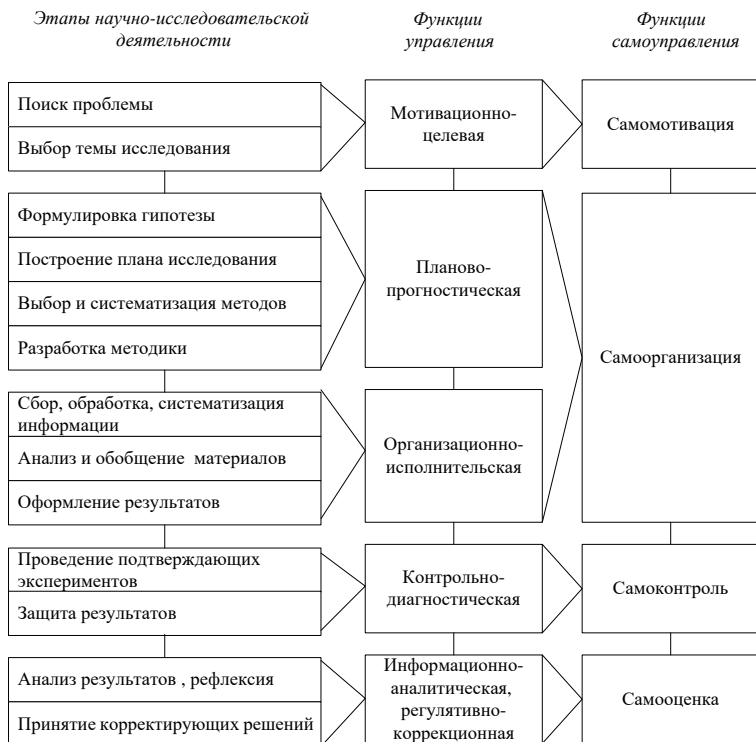 Этапы научно-исследовательской
деятельности
Функции
управления
Функции
самоуправления
Поиск проблемы
Выбор темы исследования
Мотивационно-
целевая
Самомотивация
Формулировка гипотезы
Построение плана исследования
Выбор и систематизация методов
Разработка методики
Планово-
прогностическая
Самоорганизация
Сбор, обработка, систематизация
информации
Анализ и обобщение материалов
Оформление результатов
Организационно-
исполнительская
Проведение подтверждающих
экспериментов
Защита результатов
Контрольно-
диагностическая
Самоконтроль
Анализ результатов , рефлексия
Принятие корректирующих решений
Информационно-
аналитическая,
регулятивно-
коррекционная
Самооценка